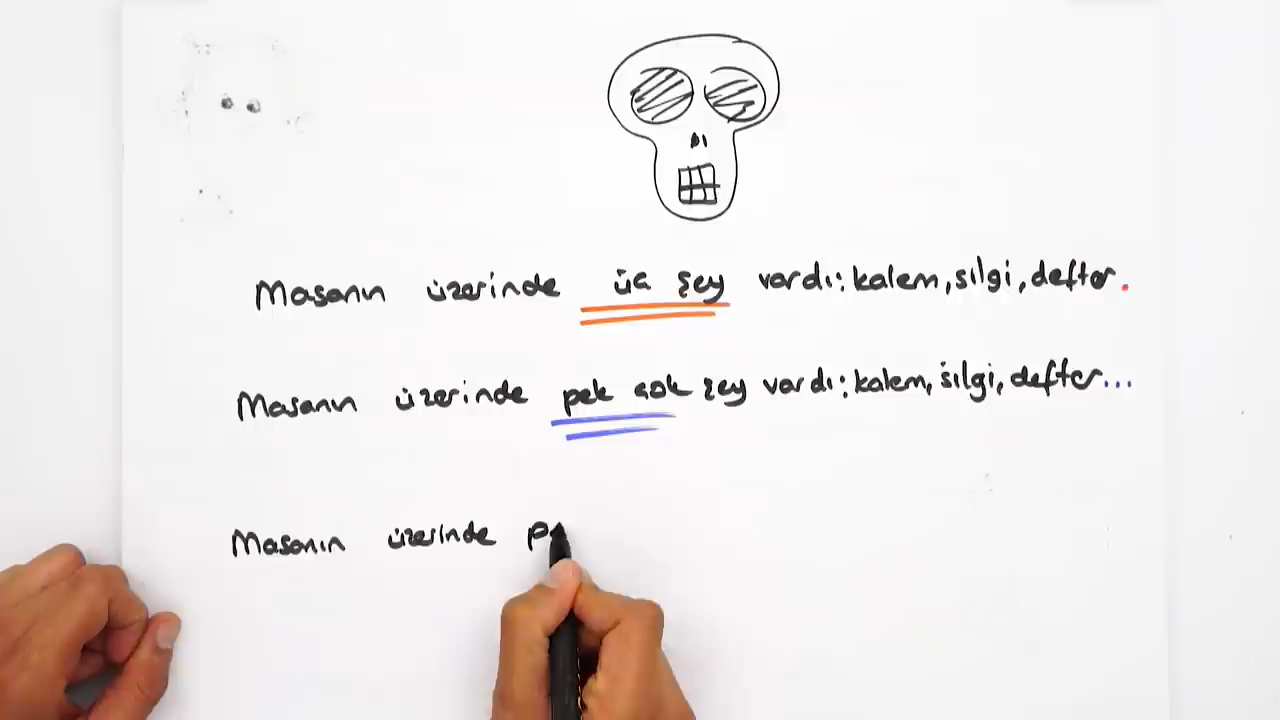 Masanın üzerinde üç şey vardı: kalem, silgi, defter.
Masanın üzerinde pek çok şey vardı: kalem, silgi, defter...
Masanın üzerinde